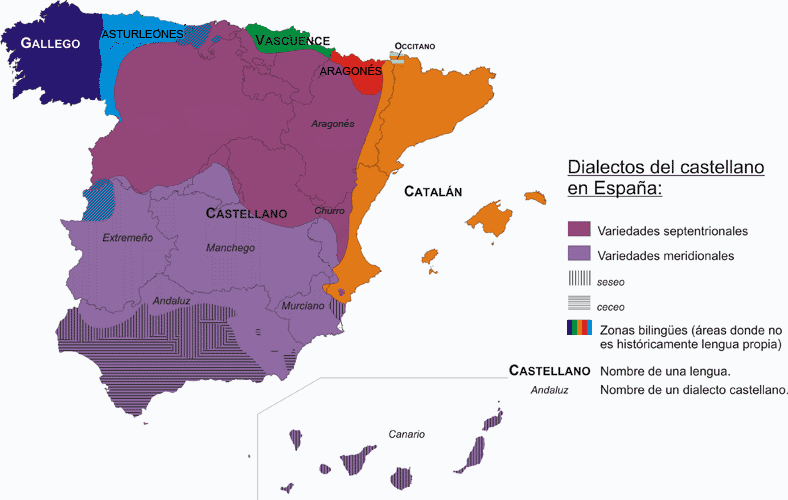 GALLEGO
ASTURLEONES
VASCUENCE
OCCITANO
ARAGONÉS
Aragonés
CATALÁN
CASTELLANO
Churro
Extremeño
Manchego
Andaluz
Murciano
Canario
Dialectos del castellano
en España:
Variedades septentrionales
Variedades meridionales
seseo
ceceo
Zonas bilingües (áreas donde no
es históricamente lengua propia)
CASTELLANO Nombre de una lengua.
Andaluz Nombre de un dialecto castellano.